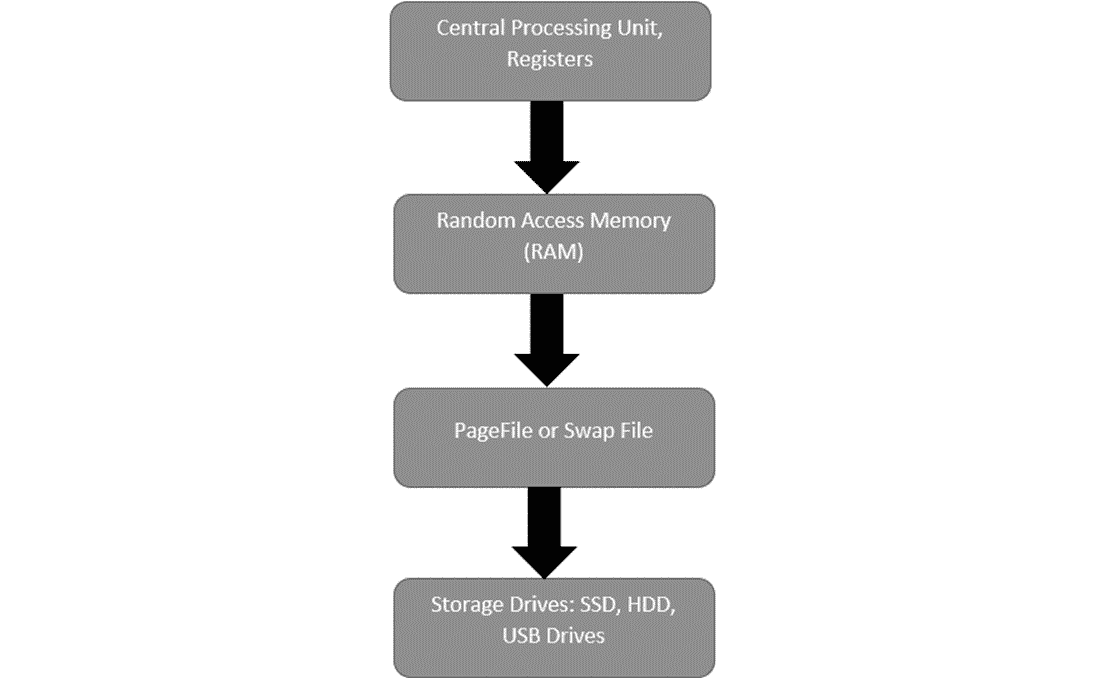 Central Processing Unit,
Registers
Random Access Memory
(RAM)
PageFile or Swap File
Storage Drives: SSD, HDD,
USB Drives